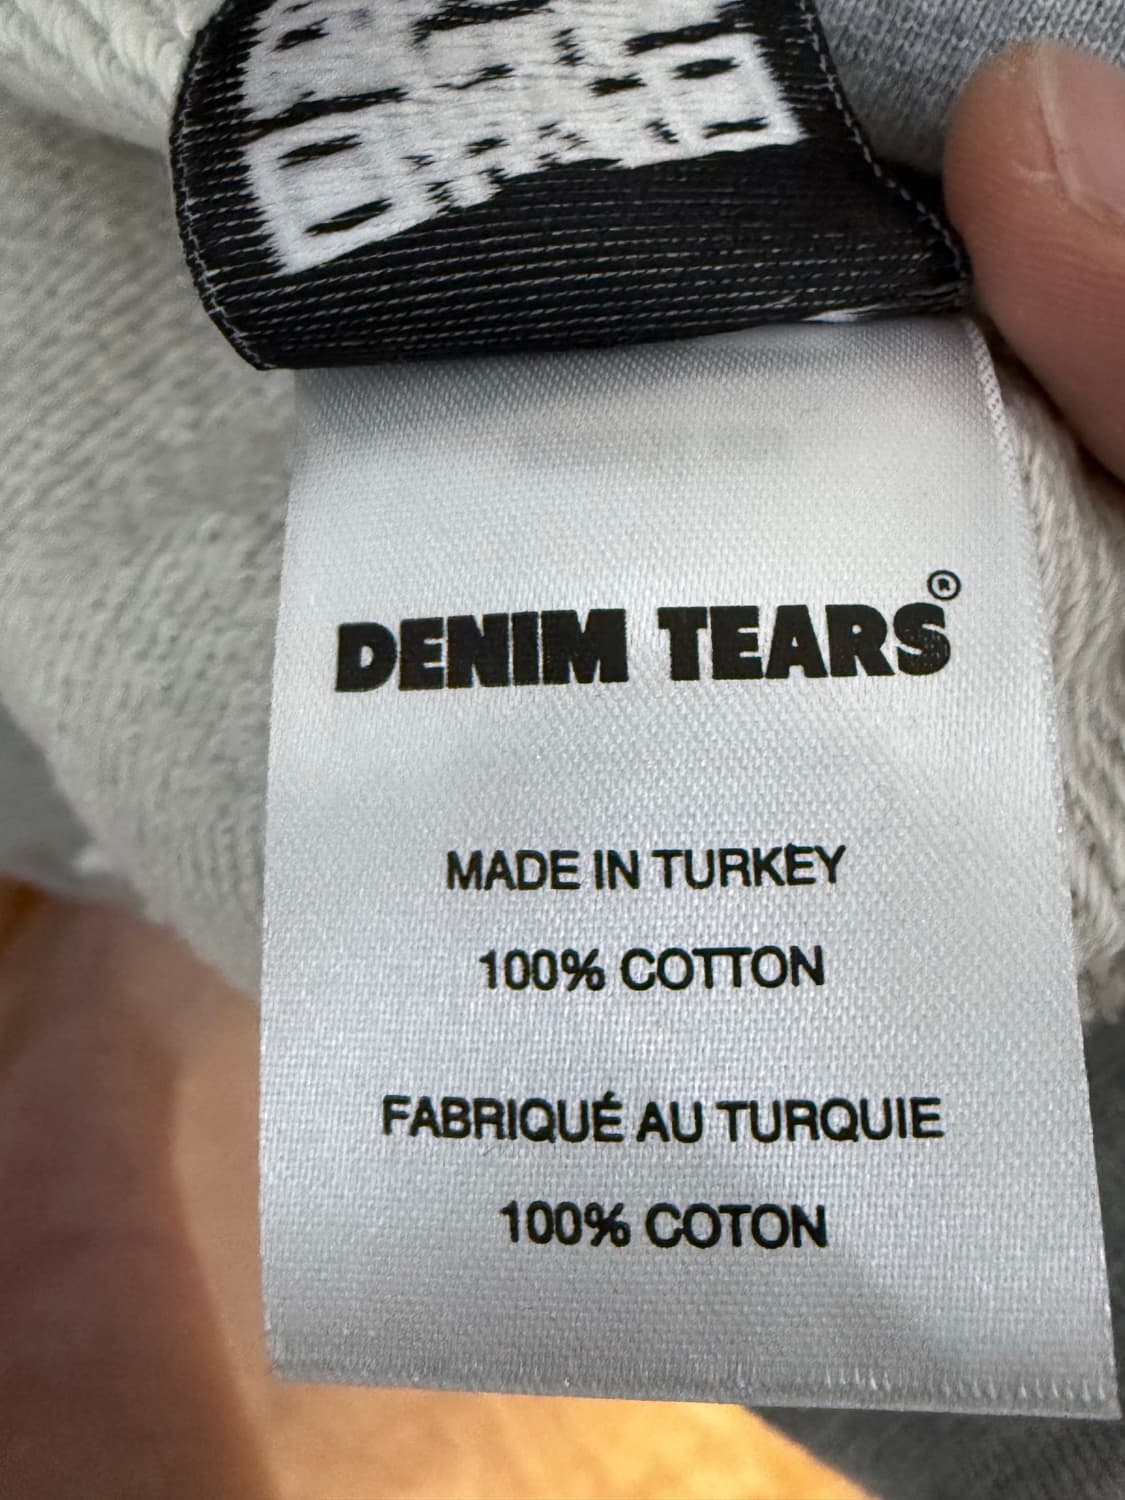 DENIM TEARS®
MADE IN TURKEY
100% COTTON
FABRIQUÉ AU TURQUIE
100% COTON